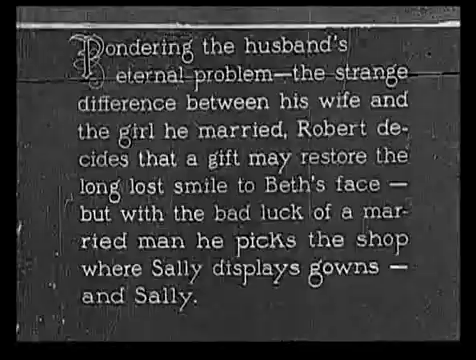 Pondering the husband's
eternal problem—the strange
difference between his wife and
the girl he married, Robert de-
cides that a gift may restore the
long lost smile to Beth's face —
but with the bad luck of a mar-
ried man he picks the shop
where Sally displays gowns —
and Sally.